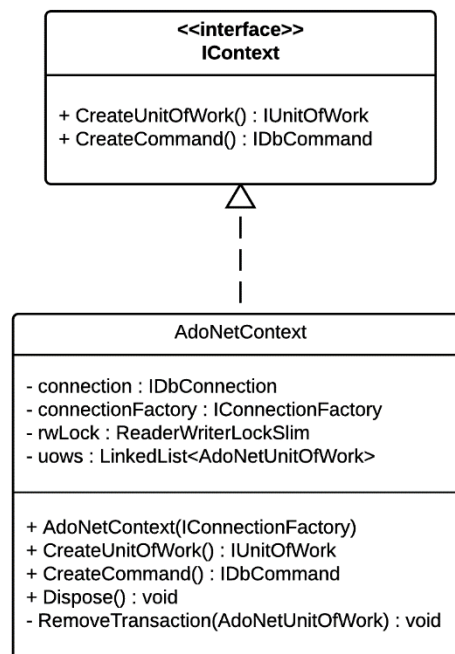 <<interface>>
IContext
+ CreateUnitOfWork() : IUnitOfWork
+ CreateCommand() : IDbCommand
AdoNetContext
- connection : IDbConnection
- connectionFactory : IConnectionFactory
- rwLock : ReaderWriterLockSlim
- uows : LinkedList<AdoNetUnitOfWork>
+ AdoNetContext(IConnectionFactory)
+ CreateUnitOfWork() : IUnitOfWork
+ CreateCommand() : IDbCommand
+ Dispose() : void
- RemoveTransaction(AdoNetUnitOfWork) : void